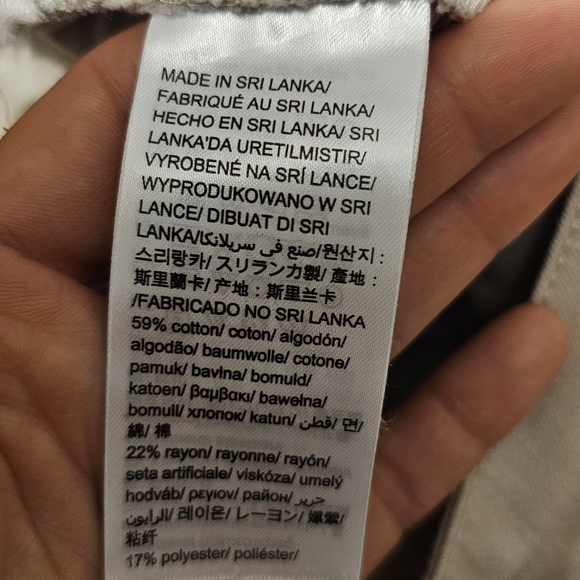 MADE IN SRI LANKA/
FABRIQUÉ AU SRI LANKA/
HECHO EN SRI LANKA/ SRI
LANKA'DA URETILMISTIR/
VYROBENÉ NA SRÍ LANCE/
WYPRODUKOWANO W SRI
LANCE/ DIBUAT DI SRI
LANKA/صنع في سريلانكا/원산지 :
스리랑카/ スリランカ製/ 產地 :
斯里蘭卡/ 产地 : 斯里兰卡
/FABRICADO NO SRI LANKA
59% cotton/ coton/ algodón/
algodão/ baumwolle/ cotone/
pamuk/ bavlna/ bomuld/
katoen/ βαμβακι/ bawełna/
bomull/ хлопок/ katun/ قطن/ 면/
綿/ 棉
22% rayon/ rayonne/ rayón/
seta artificiale/ viskóza/ umelý
hodváb/ ρεγιον/ район/ حرير
الرايون/ 레이온/ レーヨン/ 嫘縈/
粘纤
17% polyester/ poliéster/